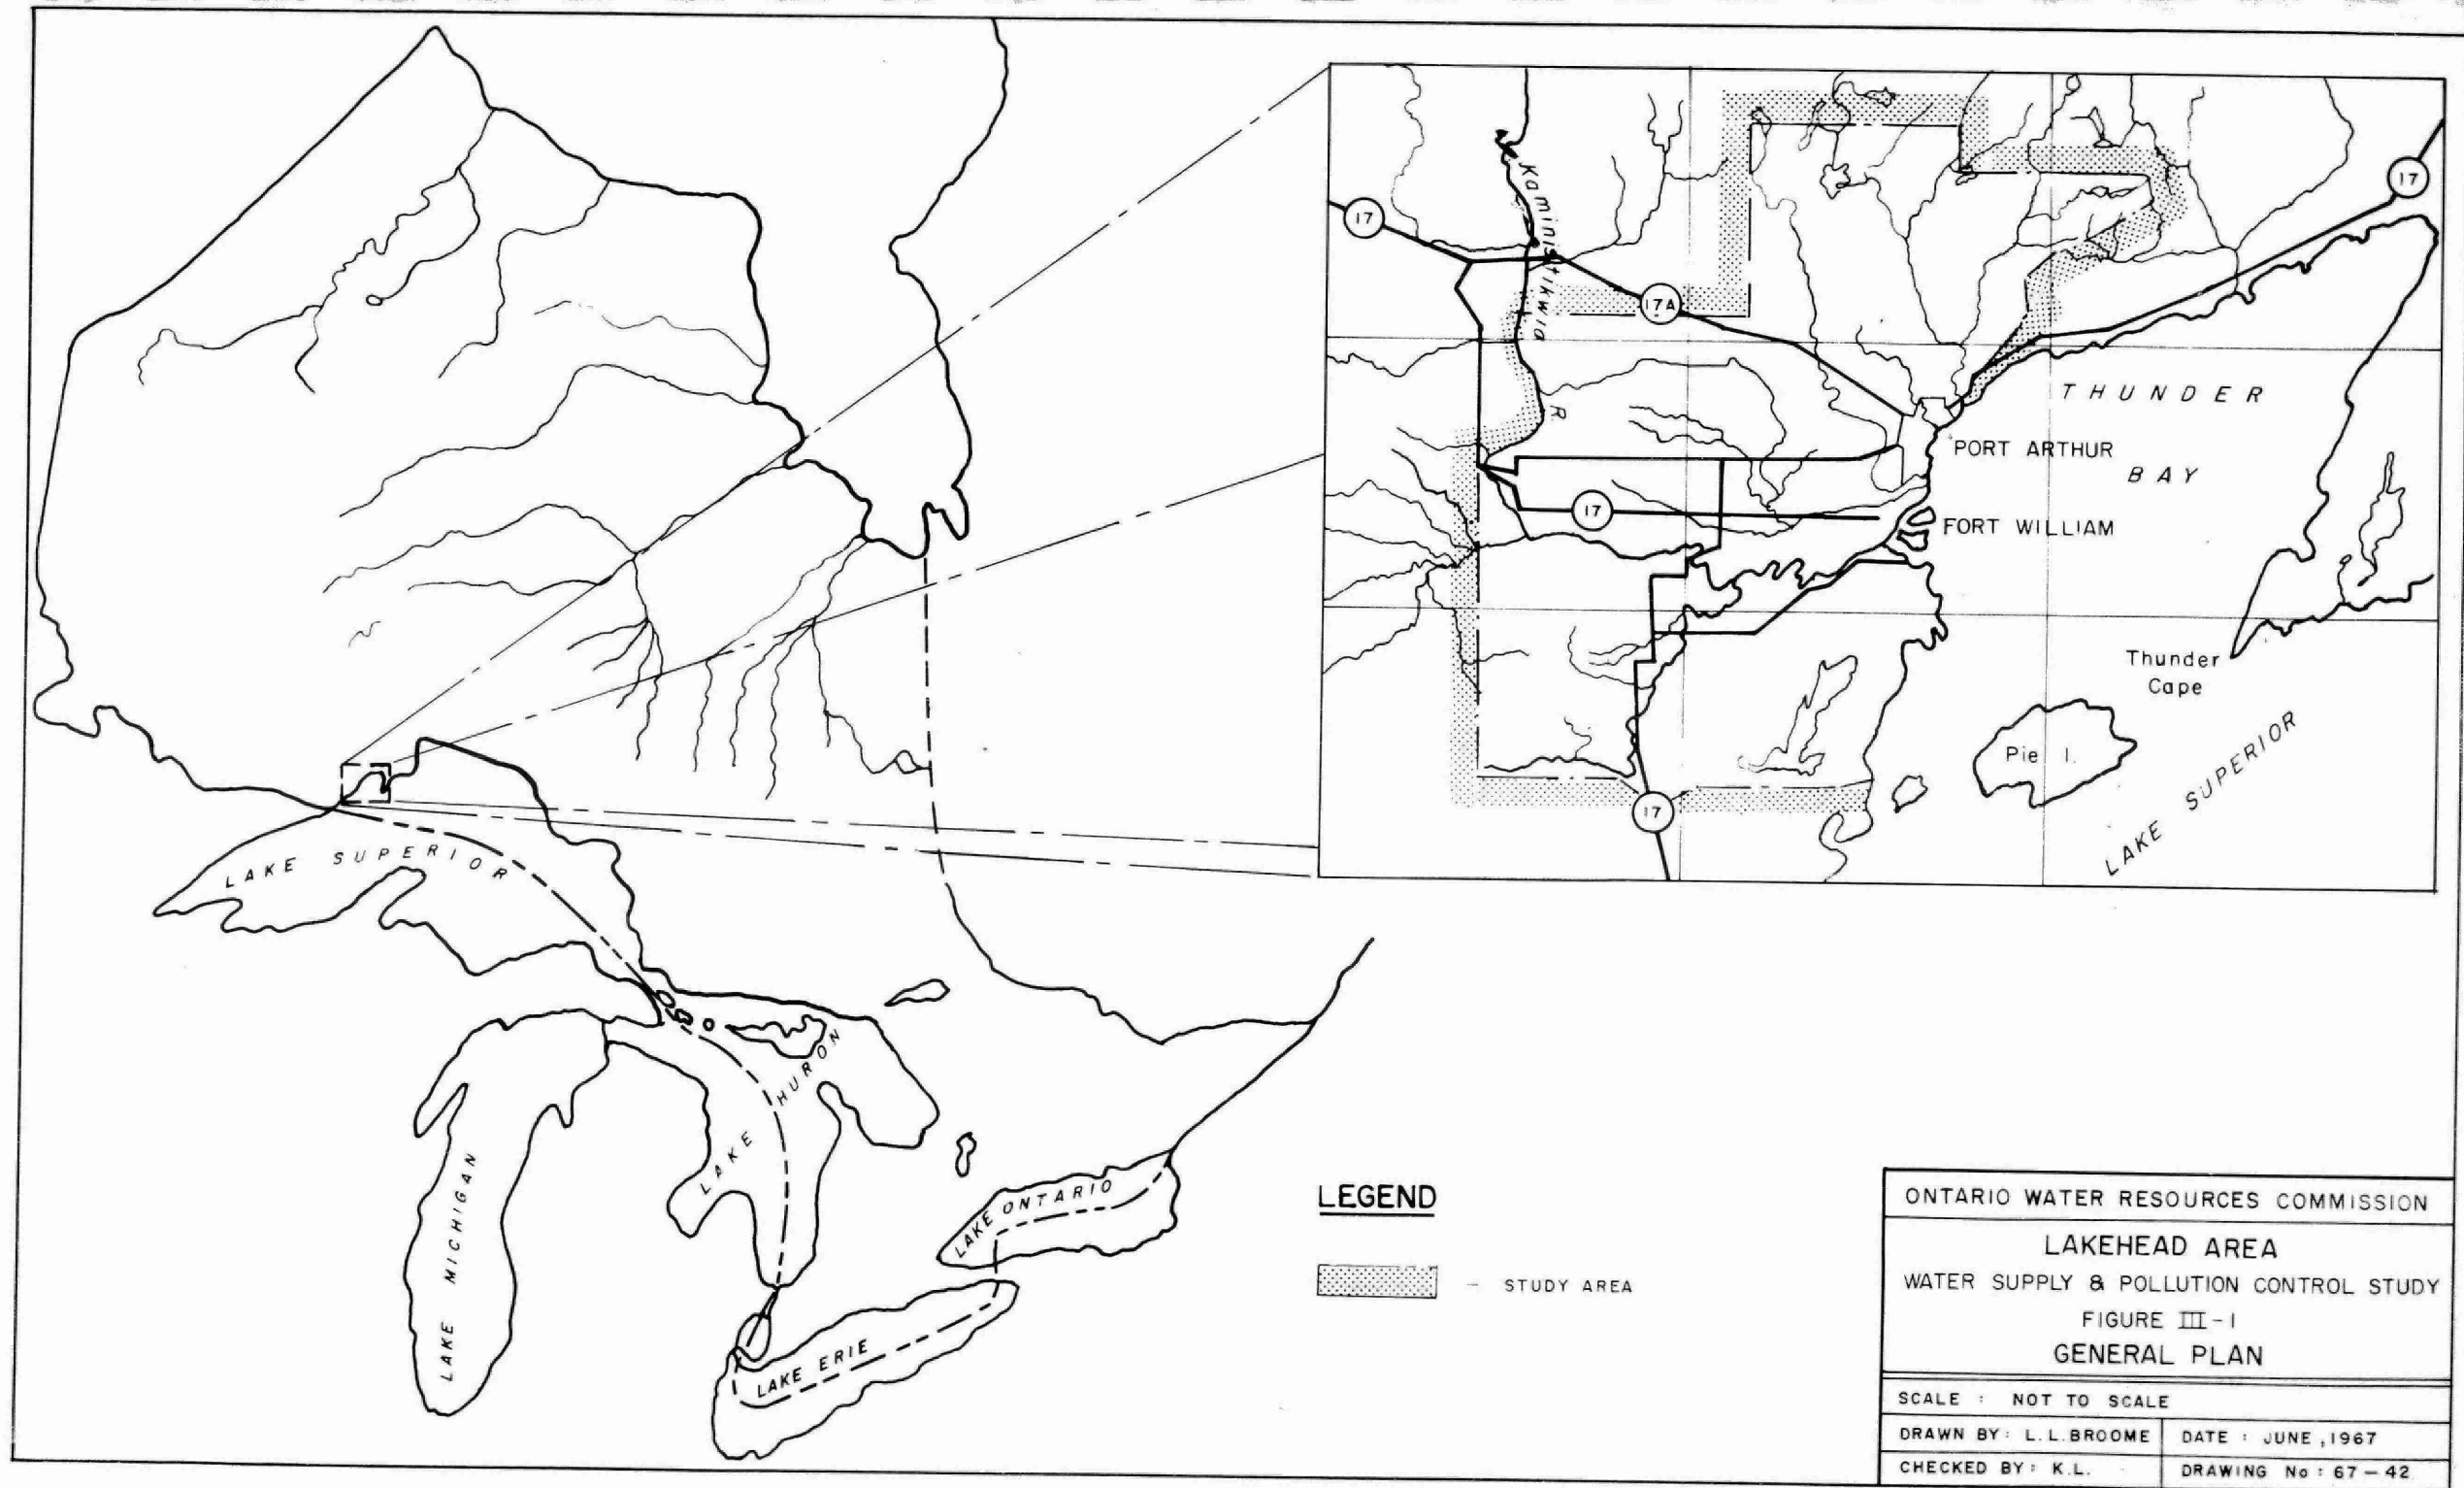 17
Kaministikwia
R
17
17A
THUNDER
BAY
PORT ARTHUR
FORT WILLIAM
17
Thunder
Cape
Pie I.
LAKE SUPERIOR
17
LAKE SUPERIOR
LAKE HURON
LAKE MICHIGAN
LAKE ONTARIO
LAKE ERIE
LEGEND
- STUDY AREA
ONTARIO WATER RESOURCES COMMISSION
LAKEHEAD AREA
WATER SUPPLY & POLLUTION CONTROL STUDY
FIGURE III-1
GENERAL PLAN
SCALE : NOT TO SCALE
DRAWN BY: L.L.BROOME
DATE : JUNE, 1967
CHECKED BY: K.L.
DRAWING No : 67-42